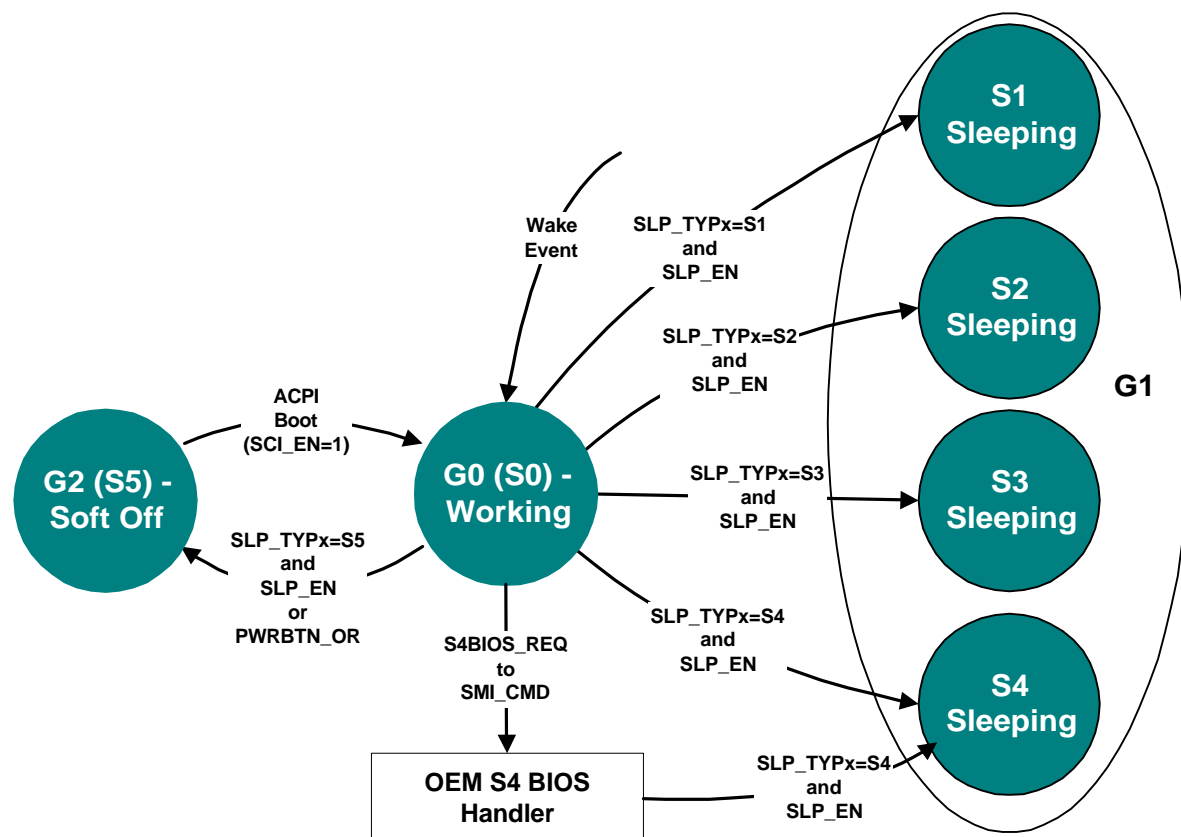 S1
Sleeping
Wake
Event
SLP_TYPx=S1
and
SLP_EN
S2
Sleeping
SLP_TYPx=S2
and
SLP_EN
G1
ACPI
Boot
(SCI_EN=1)
G2 (S5) -
Soft Off
G0 (S0) -
Working
SLP_TYPx=S3
and
SLP_EN
S3
Sleeping
SLP_TYPx=S5
and
SLP_EN
or
PWRBTN_OR
S4BIOS_REQ
to
SMI_CMD
SLP_TYPx=S4
and
SLP_EN
S4
Sleeping
OEM S4 BIOS
Handler
SLP_TYPx=S4
and
SLP_EN